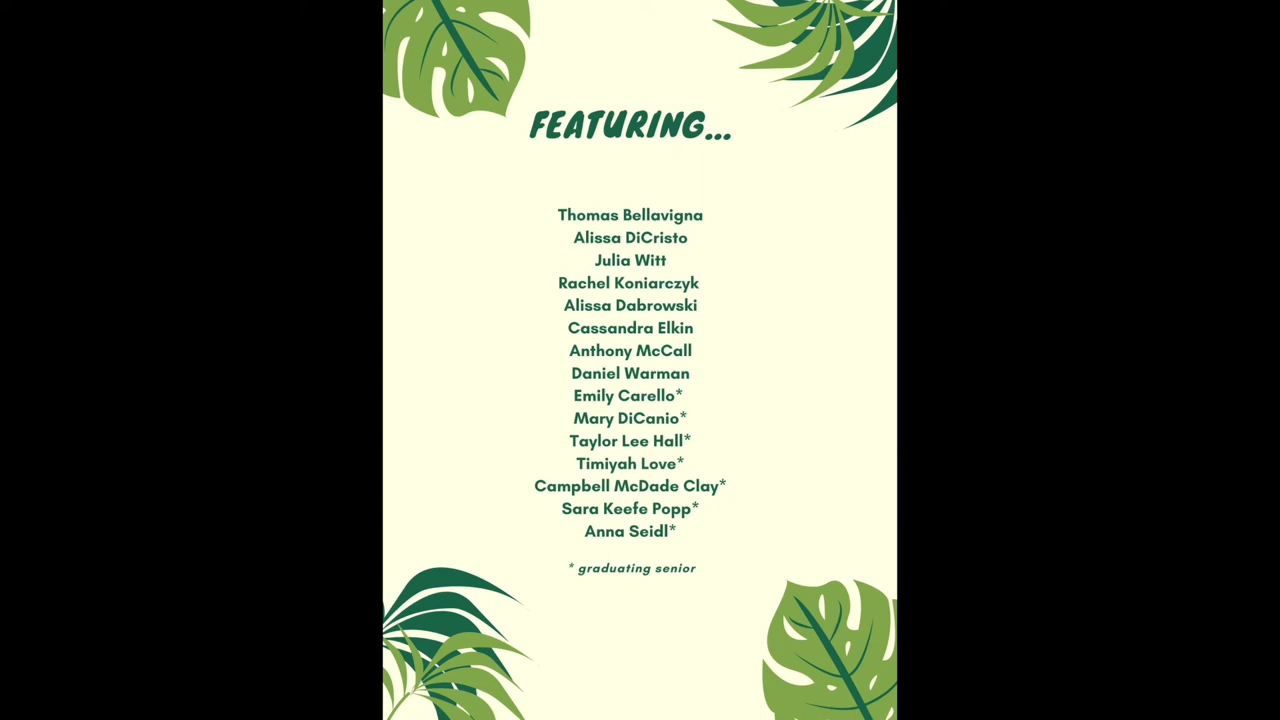 FEATURING...
Thomas Bellavigna
Alissa DiCristo
Julia Witt
Rachel Koniarczyk
Alissa Dabrowski
Cassandra Elkin
Anthony McCall
Daniel Warman
Emily Carello*
Mary DiCanio*
Taylor Lee Hall*
Timiyah Love*
Campbell McDade Clay*
Sara Keefe Popp*
Anna Seidl*
* graduating senior